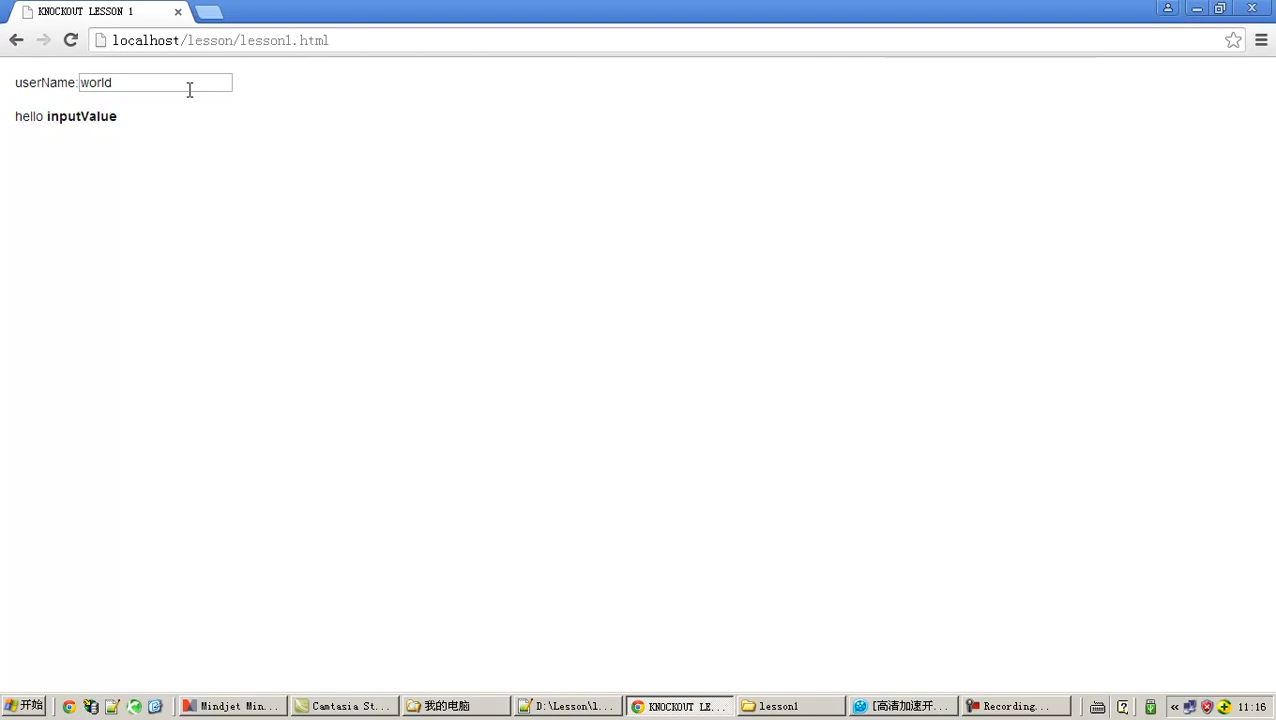 KNOCKOUT LESSON 1
localhost/lesson/lesson1.html
userName:world
hello inputValue
开始
Mindjet Min...
Camtasia St...
我的电脑
D:\Lesson\l...
KNOCKOUT LE...
lesson1
[高清加速开...
Recording...
11:16